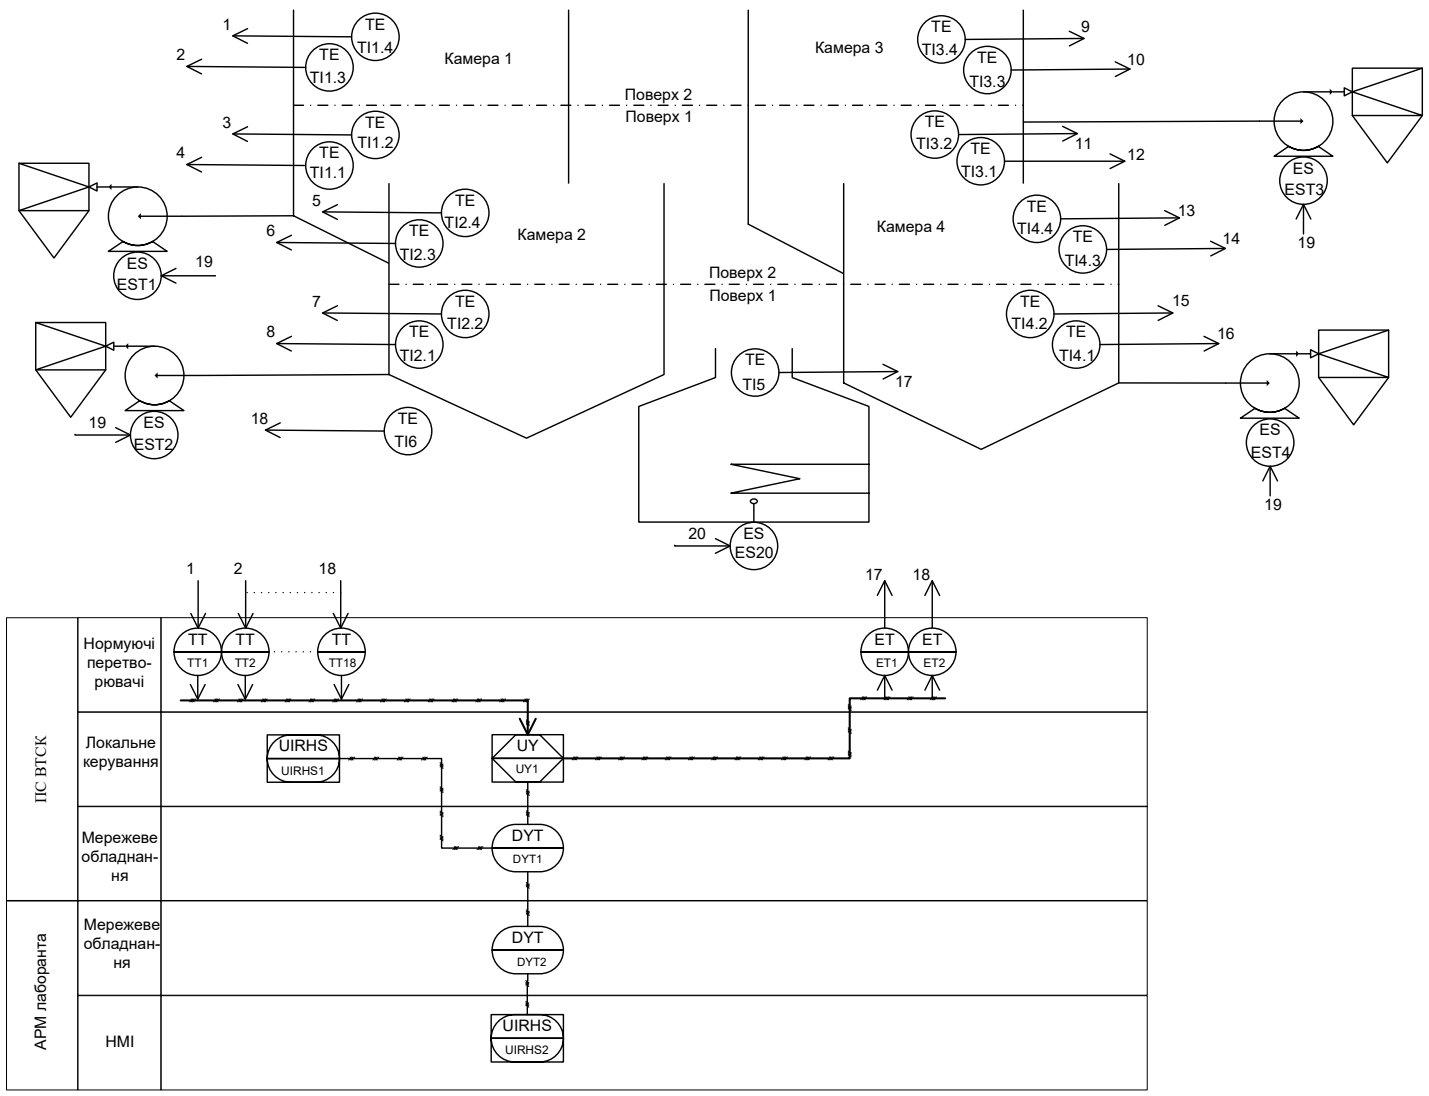 1
TE
TI1.4
2
TE
TI1.3
Камера 1
Камера 3
TE
TI3.4
9
TE
TI3.3
10
Поверх 2
Поверх 1
3
TE
TI1.2
4
TE
TI1.1
TE
TI3.2
11
TE
TI3.1
12
ES
EST3
19
5
TE
TI2.4
6
TE
TI2.3
Камера 2
Камера 4
TE
TI4.4
13
TE
TI4.3
14
ES
EST1
19
Поверх 2
Поверх 1
7
TE
TI2.2
8
TE
TI2.1
TE
TI4.2
15
TE
TI4.1
16
TE
TI5
17
18
TE
TI6
19
ES
EST2
ES
EST4
19
20
ES
ES20
1
2
18
17
18
ПС ВТСК
Нормуючі
перетво-
рювачі
TT
TT1
TT
TT2
TT
TT18
ET
ET1
ET
ET2
Локальне
керування
UIRHS
UIRHS1
UY
UY1
Мережеве
обладнан-
ня
DYT
DYT1
АРМ лаборанта
Мережеве
обладнан-
ня
DYT
DYT2
HMI
UIRHS
UIRHS2